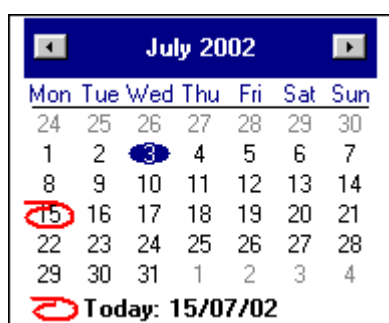 July 2002
Mon Tue Wed Thu Fri Sat Sun
24 25 26 27 28 29 30
1 2 3 4 5 6 7
8 9 10 11 12 13 14
15 16 17 18 19 20 21
22 23 24 25 26 27 28
29 30 31 1 2 3 4
Today: 15/07/02